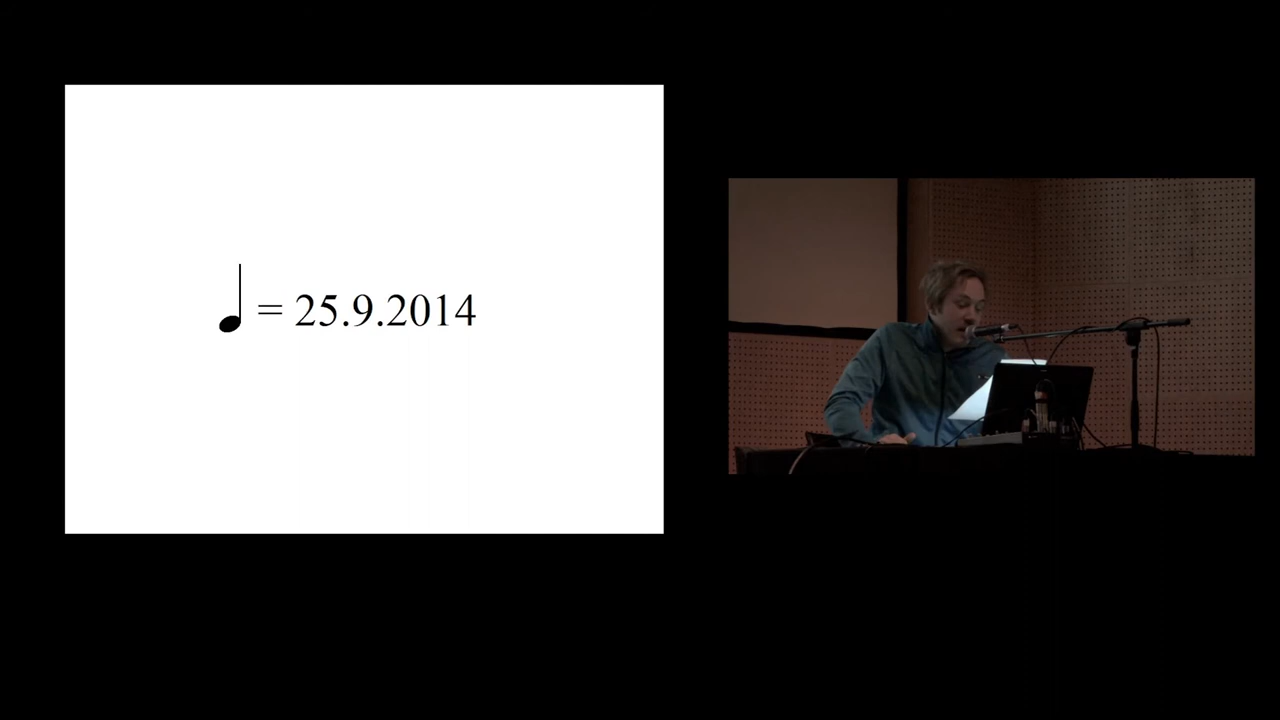 ♩ = 25.9.2014